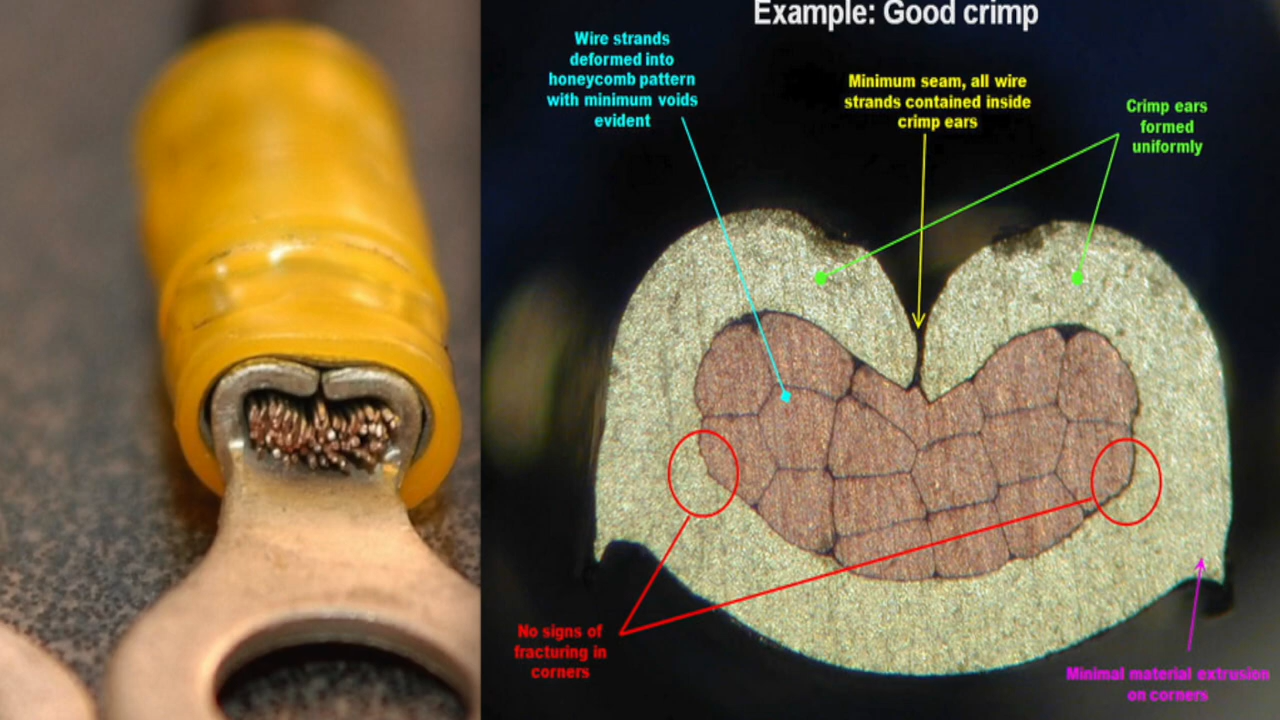 Example: Good crimp
Wire strands
deformed into
honeycomb pattern
with minimum voids
evident
Minimum seam, all wire
strands contained inside
crimp ears
Crimp ears
formed
uniformly
No signs of
fracturing in
corners
Minimal material extrusion
on corners